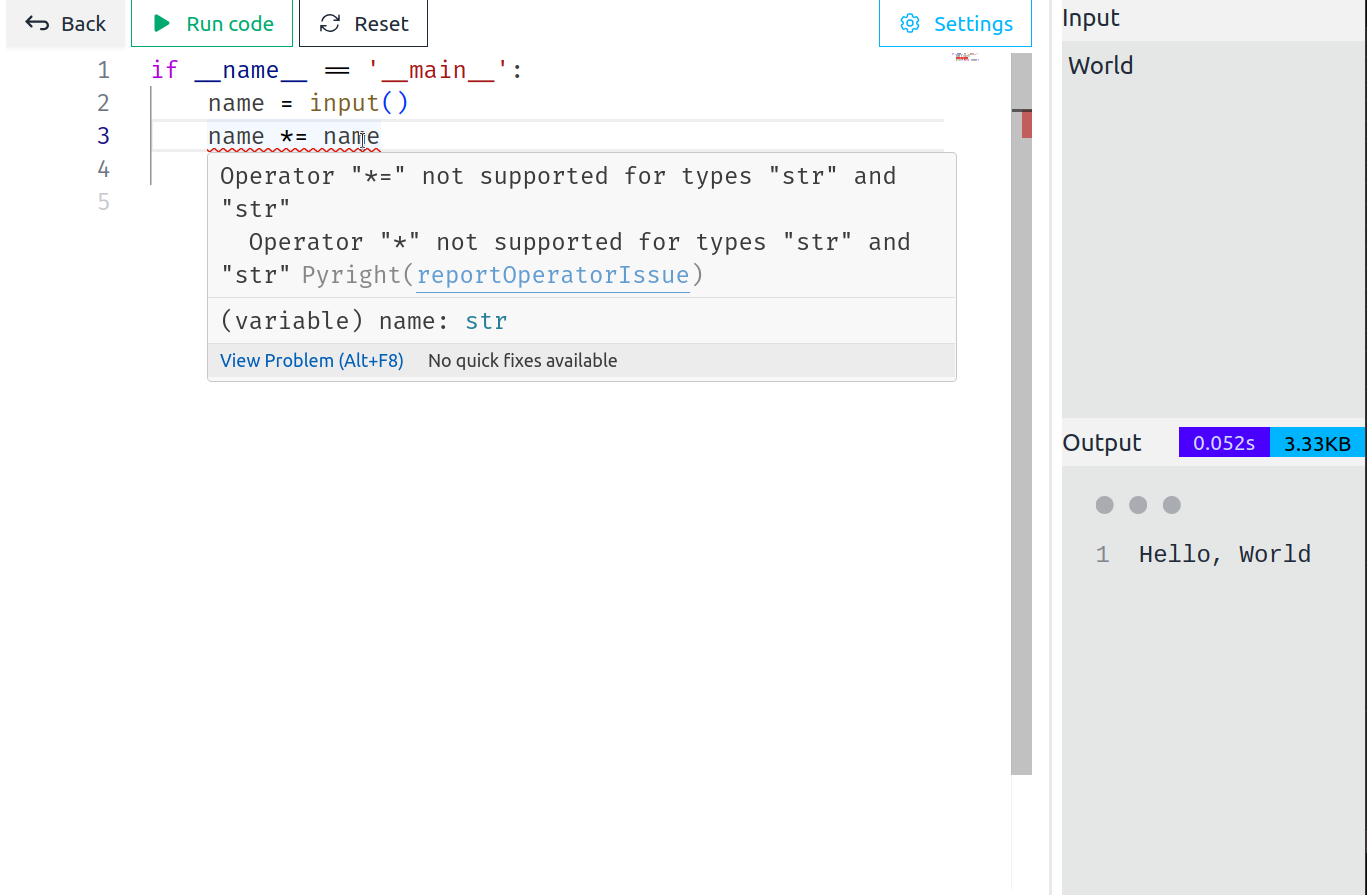 Back
Run code
Reset
Settings
1 if __name__ == '__main__':
2 name = input()
3 name *= name
4
5
Operator "*=" not supported for types "str" and
"str"
Operator "*" not supported for types "str" and
"str" Pyright(reportOperatorIssue)
(variable) name: str
View Problem (Alt+F8) No quick fixes available
Input
World
Output 0.052s 3.33KB
1 Hello, World